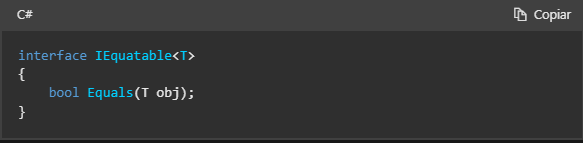 C#
Copiar
interface IEquatable<T>
{
    bool Equals(T obj);
}